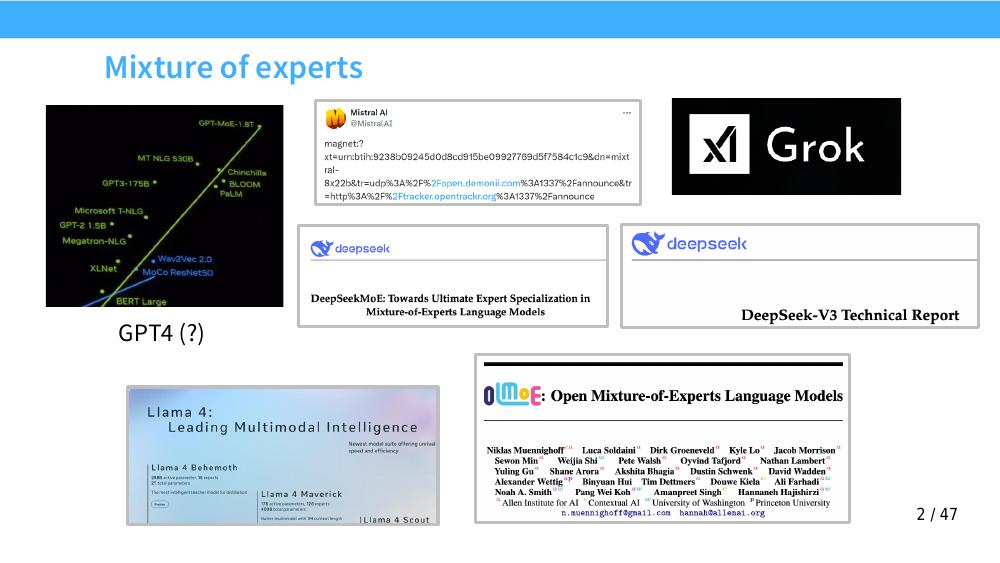 Mixture of experts
GPT-MoE-1.8T
MT NLG 530B
Chinchilla
GPT3-175B
BLOOM
PaLM
Microsoft T-NLG
GPT-2 1.5B
Megatron-NLG
Wav2Vec 2.0
XLNet
MoCo ResNet50
BERT Large
GPT4 (?)
Mistral AI
@MistralAI
magnet:?
xt=urn:btih:9238b09245d0d8cd915be09927769d5f7584c1c9&dn=mixt
ral-
8x22b&tr=udp%3A%2F%2Fopen.demonii.com%3A1337%2Fannounce&tr
=http%3A%2F%2Ftracker.opentrackr.org%3A1337%2Fannounce
Grok
deepseek
DeepSeekMoE: Towards Ultimate Expert Specialization in
Mixture-of-Experts Language Models
deepseek
DeepSeek-V3 Technical Report
Llama 4:
Leading Multimodal Intelligence
Newest model suite offering unrival
speed and efficiency
Llama 4 Behemoth
288B active parameter, 16 experts
2T total parameters
The most intelligent teacher model for distillation
Preview
Llama 4 Maverick
17B active parameters, 128 experts
400B total parameters
Native multimodal with 1M context length
Llama 4 Scout
OLMoE: Open Mixture-of-Experts Language Models
Niklas Muennighoff Luca Soldaini Dirk Groeneveld Kyle Lo Jacob Morrison
Sewon Min Weijia Shi Pete Walsh Oyvind Tafjord Nathan Lambert
Yuling Gu Shane Arora Akshita Bhagia Dustin Schwenk David Wadden
Alexander Wettig Binyuan Hui Tim Dettmers Douwe Kiela Ali Farhadi
Noah A. Smith Pang Wei Koh Amanpreet Singh Hannaneh Hajishirzi
Allen Institute for AI Contextual AI University of Washington Princeton University
n.muennighoff@gmail.com hannah@allenai.org
2 / 47